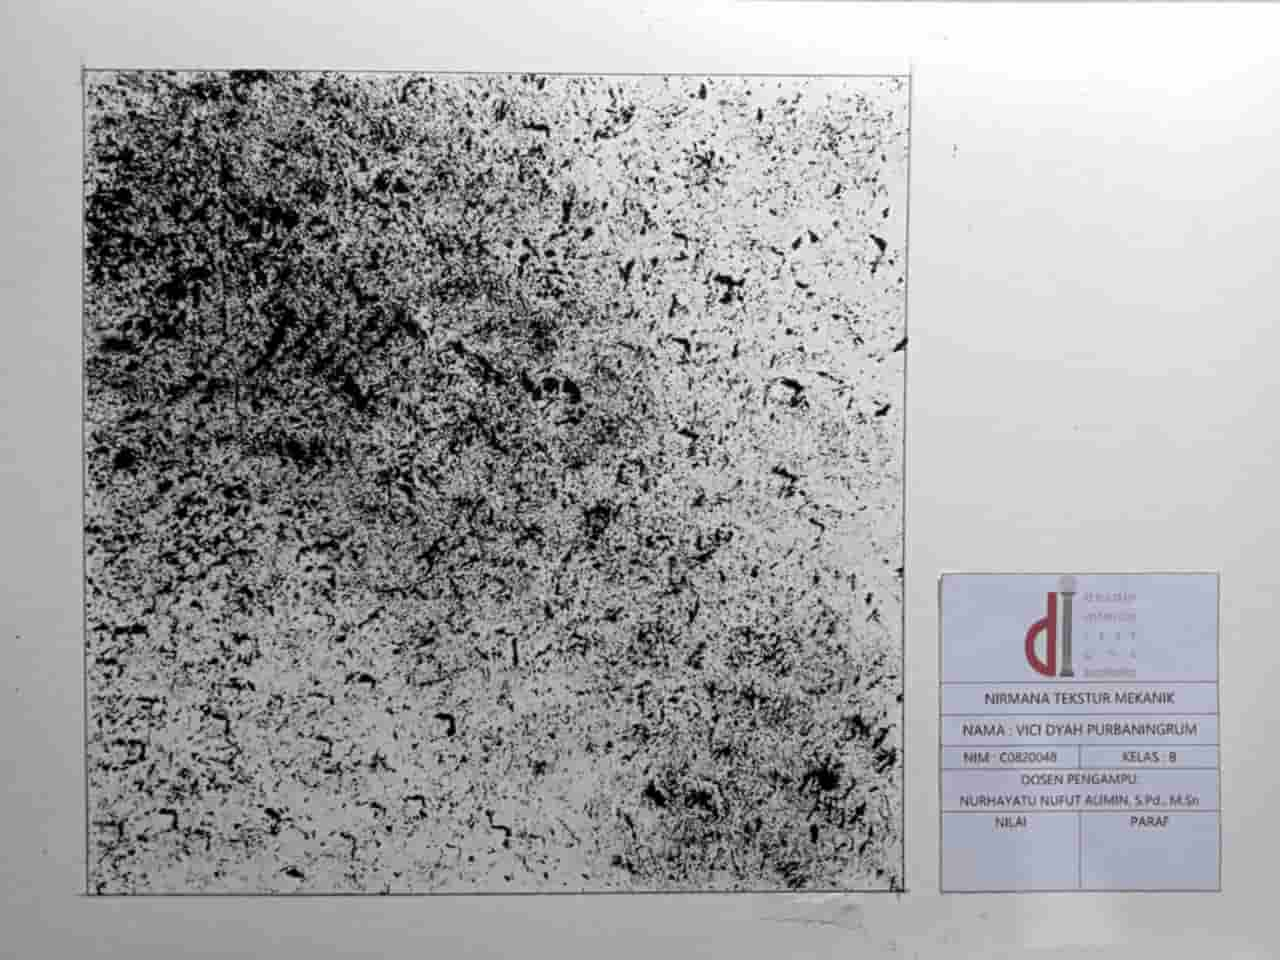 di
NIRMANA TEKSTUR MEKANIK
NAMA : VICI DYAH PURBANINGRUM
NIM : C0820048
KELAS : B
DOSEN PENGAMPU:
NURHAYATU NUFUT ALIMIN, S.Pd., M.Sn
NILAI
PARAF